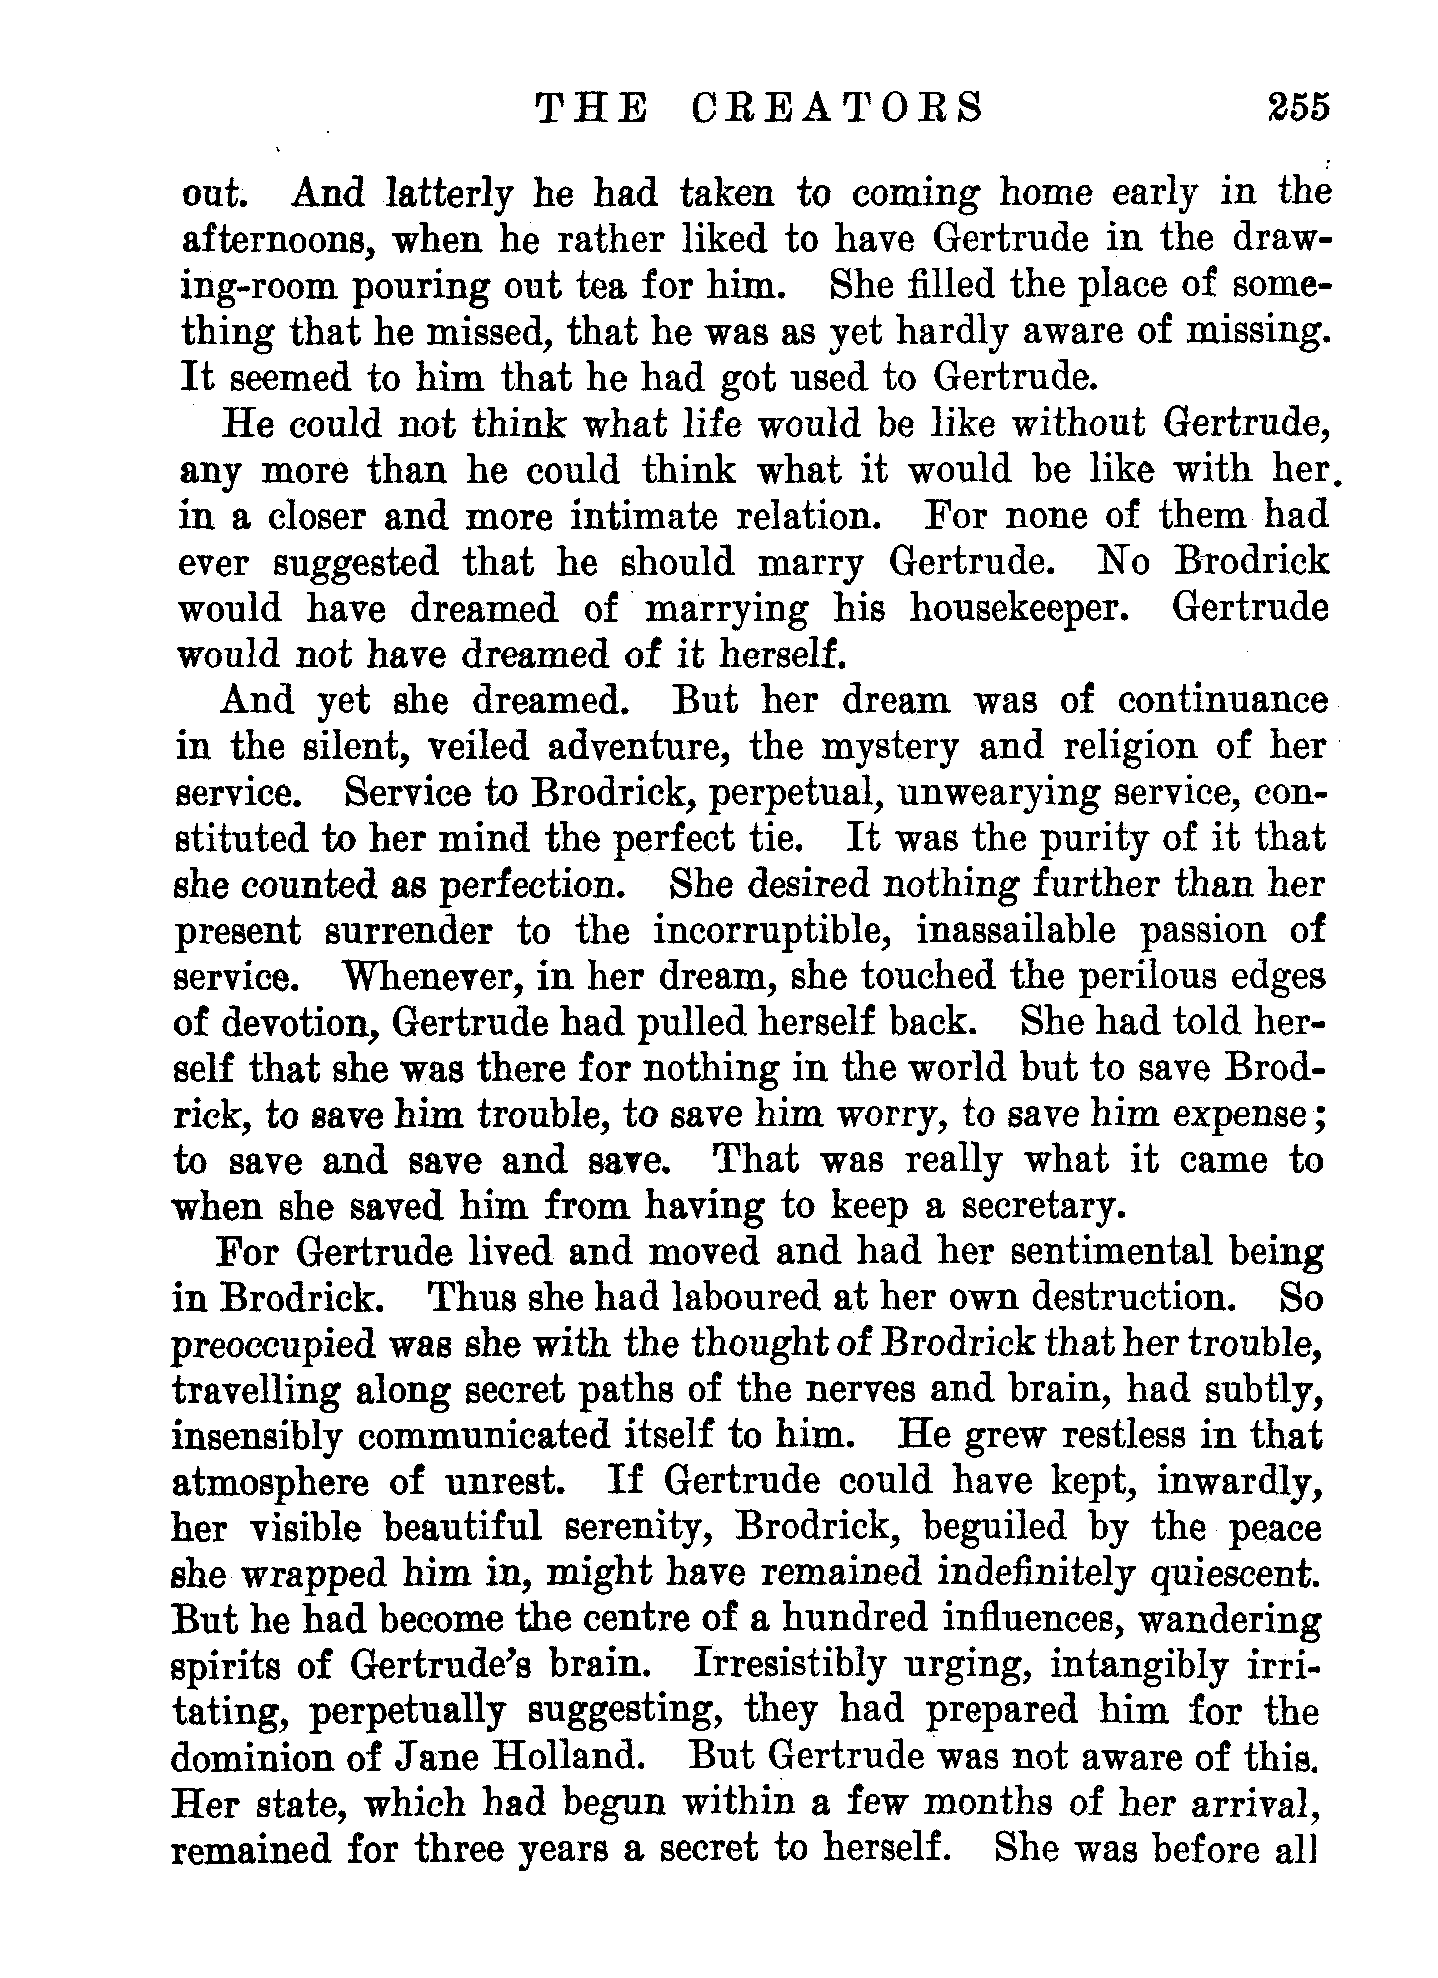 THE CREATORS 255
out. And latterly he had taken to coming home early in the
afternoons, when he rather liked to have Gertrude in the draw-
ing-room pouring out tea for him. She filled the place of some-
thing that he missed, that he was as yet hardly aware of missing.
It seemed to him that he had got used to Gertrude.
He could not think what life would be like without Gertrude,
any more than he could think what it would be like with her.
in a closer and more intimate relation. For none of them had
ever suggested that he should marry Gertrude. No Brodrick
would have dreamed of marrying his housekeeper. Gertrude
would not have dreamed of it herself.
And yet she dreamed. But her dream was of continuance
in the silent, veiled adventure, the mystery and religion of her
service. Service to Brodrick, perpetual, unwearying service, con-
stituted to her mind the perfect tie. It was the purity of it that
she counted as perfection. She desired nothing further than her
present surrender to the incorruptible, inassailable passion of
service. Whenever, in her dream, she touched the perilous edges
of devotion, Gertrude had pulled herself back. She had told her-
self that she was there for nothing in the world but to save Brod-
rick, to save him trouble, to save him worry, to save him expense;
to save and save and save. That was really what it came to
when she saved him from having to keep a secretary.
For Gertrude lived and moved and had her sentimental being
in Brodrick. Thus she had laboured at her own destruction. So
preoccupied was she with the thought of Brodrick that her trouble,
travelling along secret paths of the nerves and brain, had subtly,
insensibly communicated itself to him. He grew restless in that
atmosphere of unrest. If Gertrude could have kept, inwardly,
her visible beautiful serenity, Brodrick, beguiled by the peace
she wrapped him in, might have remained indefinitely quiescent.
But he had become the centre of a hundred influences, wandering
spirits of Gertrude's brain. Irresistibly urging, intangibly irri-
tating, perpetually suggesting, they had prepared him for the
dominion of Jane Holland. But Gertrude was not aware of this.
Her state, which had begun within a few months of her arrival,
remained for three years a secret to herself. She was before all